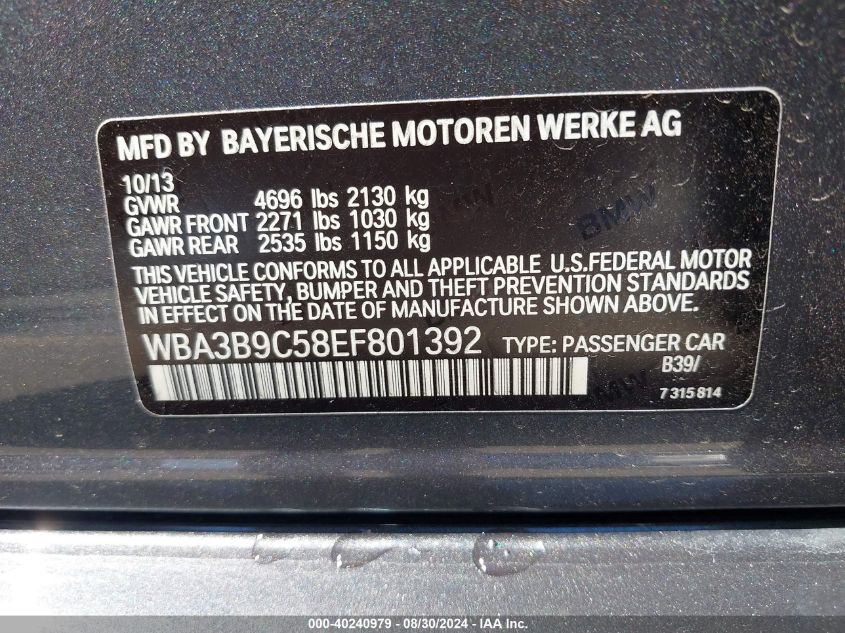 MFD BY BAYERISCHE MOTOREN WERKE AG
10/13
GVWR 4696 lbs 2130 kg
GAWR FRONT 2271 lbs 1030 kg
GAWR REAR 2535 lbs 1150 kg
THIS VEHICLE CONFORMS TO ALL APPLICABLE U.S.FEDERAL MOTOR
VEHICLE SAFETY, BUMPER AND THEFT PREVENTION STANDARDS
IN EFFECT ON THE DATE OF MANUFACTURE SHOWN ABOVE.
WBA3B9C58EF801392 TYPE: PASSENGER CAR
B39/
7315814
BMW
BMW
000-40240979 / 08/30/2024 - IAA Inc.